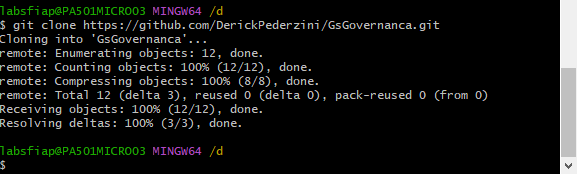 labsfiap@PA501MICRO03 MINGW64 /d
$ git clone https://github.com/DerickPederzini/GsGovernanca.git
Cloning into 'GsGovernanca'...
remote: Enumerating objects: 12, done.
remote: Counting objects: 100% (12/12), done.
remote: Compressing objects: 100% (8/8), done.
remote: Total 12 (delta 3), reused 0 (delta 0), pack-reused 0 (from 0)
Receiving objects: 100% (12/12), done.
Resolving deltas: 100% (3/3), done.
labsfiap@PA501MICRO03 MINGW64 /d
$